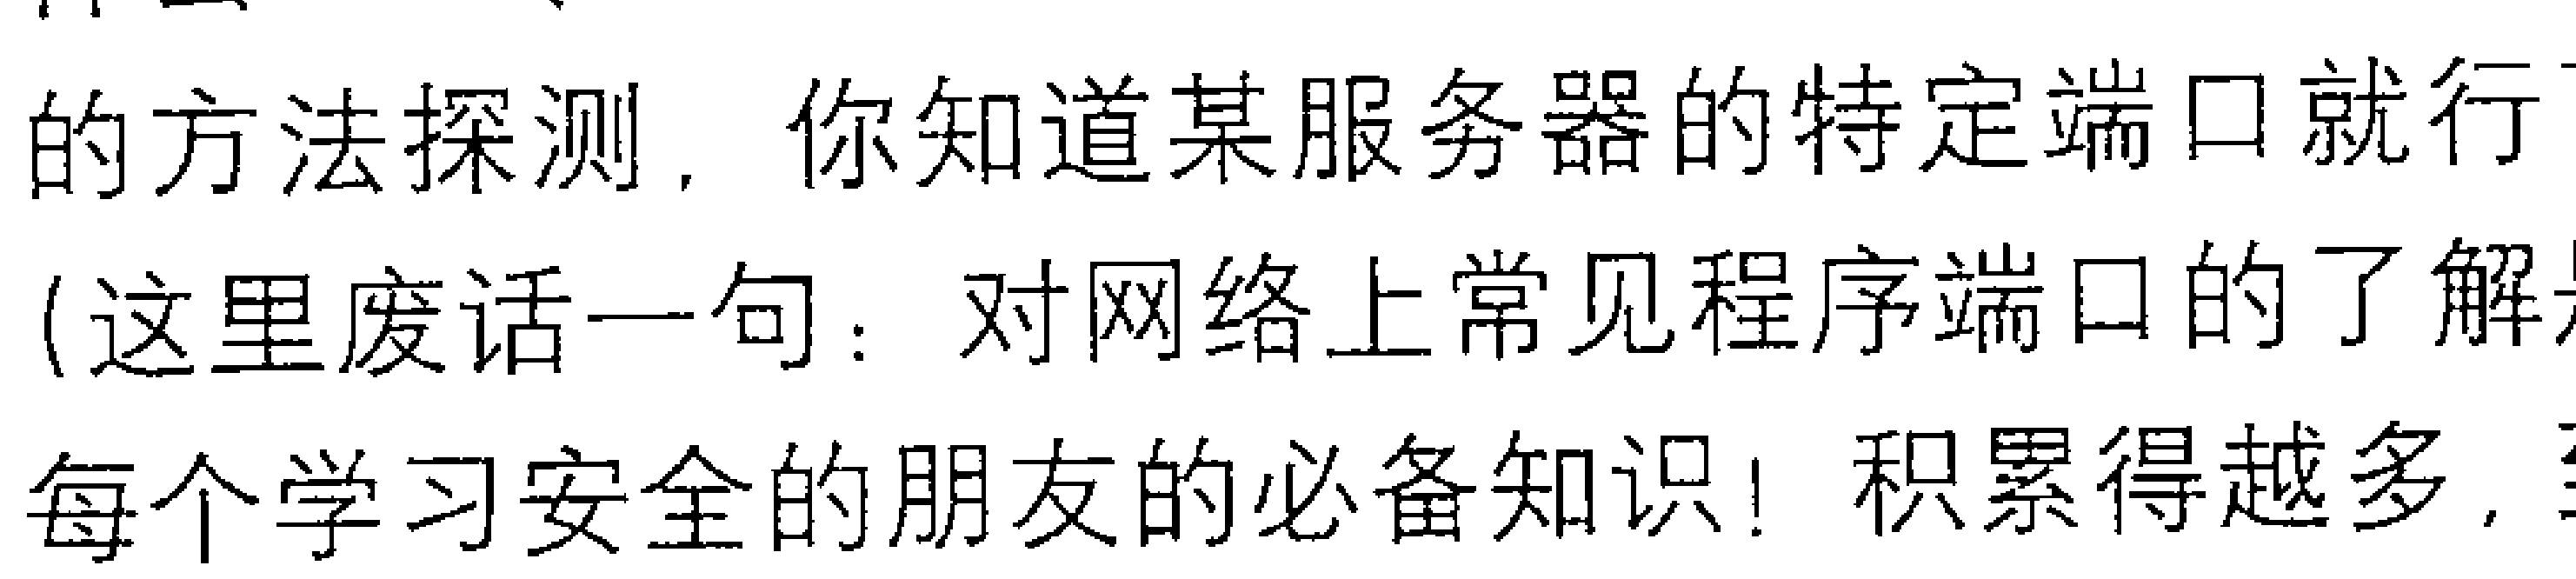 的方法探测, 你知道某服务器的特定端口就行
(这里废话一句: 对网络上常见程序端口的了解
每个学习安全的朋友的必备知识! 积累得越多,